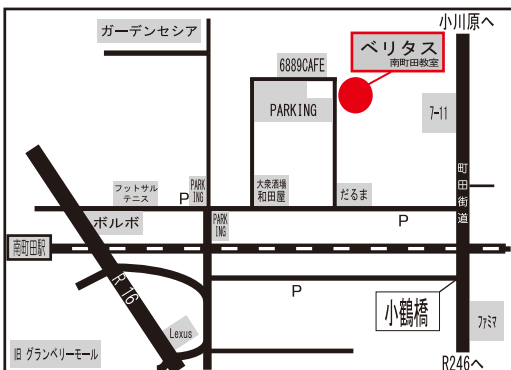 小川原へ
ガーデンセシア
ベリタス
南町田教室
6889CAFE
PARKING
7-11
町田街道
フットサル
テニス
P
PARK
ING
大衆酒場
和田屋
だるま
ボルボ
PARK
ING
P
南町田駅
R16
P
小鶴橋
Lexus
ファミマ
旧 グランベリーモール
R246へ